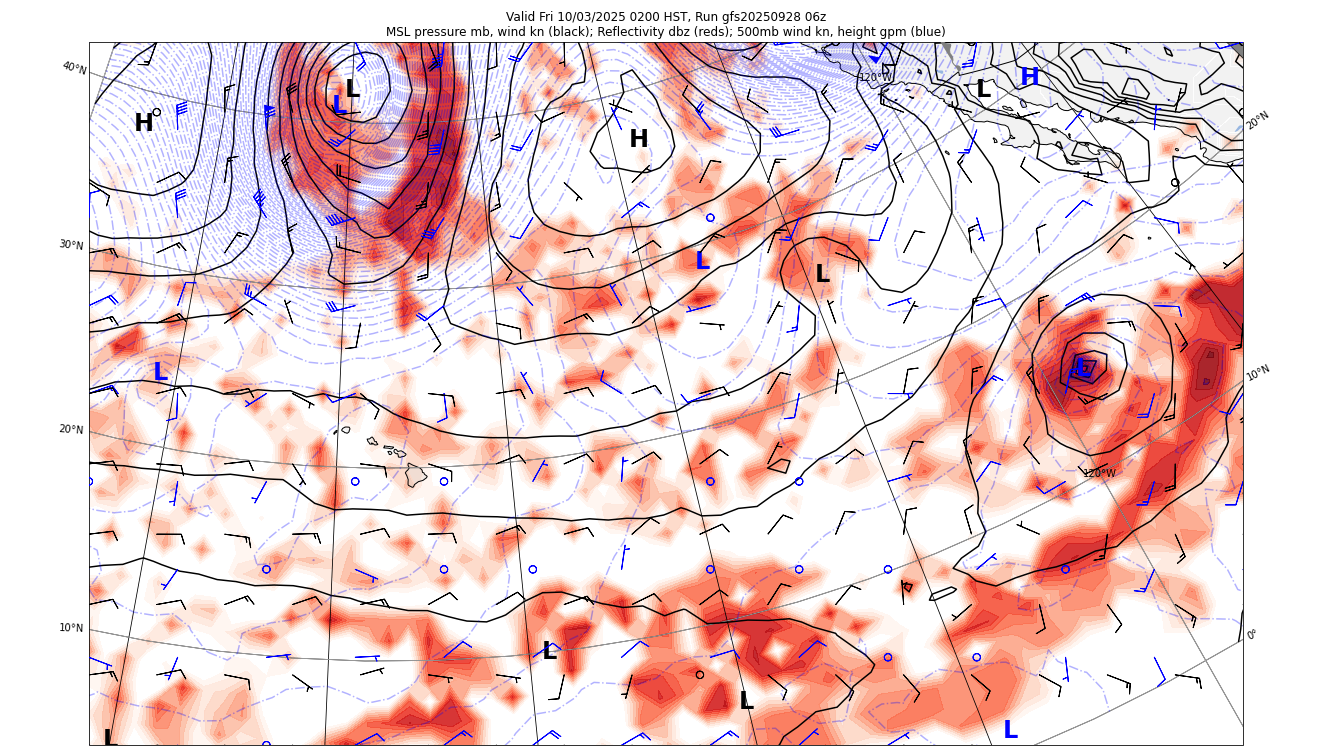 Valid Fri 10/03/2025 0200 HST, Run gfs20250928 06z
MSL pressure mb, wind kn (black); Reflectivity dbz (reds); 500mb wind kn, height gpm (blue)
40°N
L
L
H
H
120°W
L
H
20°N
30°N
L
L
L
L
10°N
20°N
120°W
10°N
0°
L
L
L
L